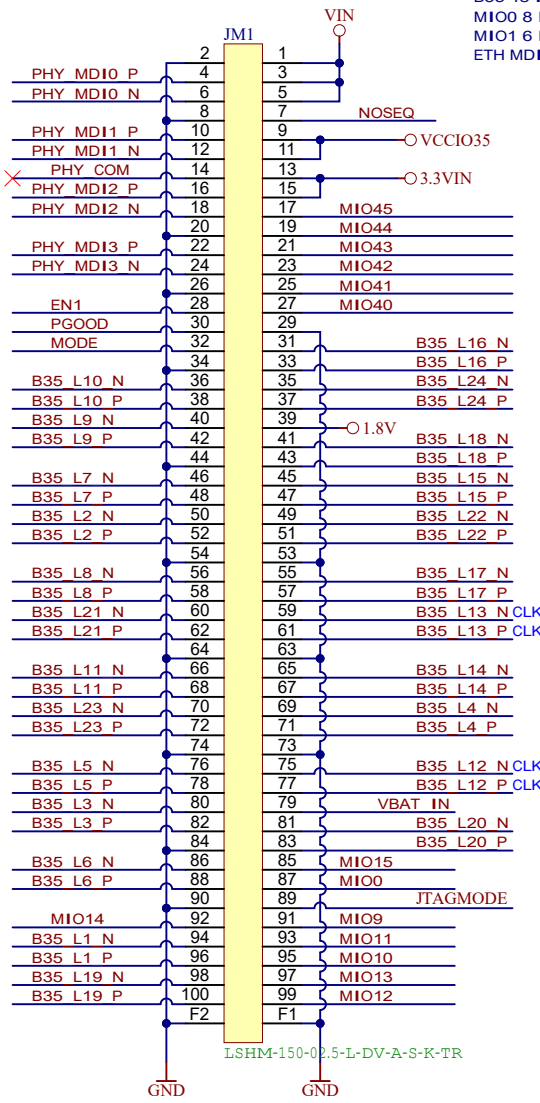 VIN
JM1
MIO0 8
MIO1 6
ETH MDI
2 1
PHY_MDI0_P 4 3
PHY_MDI0_N 6 5
8 7 NOSEQ
PHY_MDI1_P 10 9 VCCIO35
PHY_MDI1_N 12 11
PHY_COM 14 13 3.3VIN
PHY_MDI2_P 16 15
PHY_MDI2_N 18 17 MIO45
20 19 MIO44
PHY_MDI3_P 22 21 MIO43
PHY_MDI3_N 24 23 MIO42
26 25 MIO41
EN1 28 27 MIO40
PGOOD 30 29
MODE 32 31 B35_L16_N
34 33 B35_L16_P
B35_L10_N 36 35 B35_L24_N
B35_L10_P 38 37 B35_L24_P
B35_L9_N 40 39 1.8V
B35_L9_P 42 41 B35_L18_N
44 43 B35_L18_P
B35_L7_N 46 45 B35_L15_N
B35_L7_P 48 47 B35_L15_P
B35_L2_N 50 49 B35_L22_N
B35_L2_P 52 51 B35_L22_P
54 53
B35_L8_N 56 55 B35_L17_N
B35_L8_P 58 57 B35_L17_P
B35_L21_N 60 59 B35_L13_N CLK
B35_L21_P 62 61 B35_L13_P CLK
64 63
B35_L11_N 66 65 B35_L14_N
B35_L11_P 68 67 B35_L14_P
B35_L23_N 70 69 B35_L4_N
B35_L23_P 72 71 B35_L4_P
74 73
B35_L5_N 76 75 B35_L12_N CLK
B35_L5_P 78 77 B35_L12_P CLK
B35_L3_N 80 79 VBAT_IN
B35_L3_P 82 81 B35_L20_N
84 83 B35_L20_P
B35_L6_N 86 85 MIO15
B35_L6_P 88 87 MIO0
90 89 JTAGMODE
MIO14 92 91 MIO9
B35_L1_N 94 93 MIO11
B35_L1_P 96 95 MIO10
B35_L19_N 98 97 MIO13
B35_L19_P 100 99 MIO12
F2 F1
LSHM-150-02.5-L-DV-A-S-K-TR
GND GND